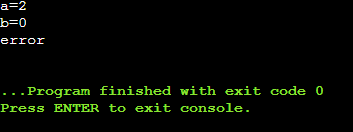 a=2
b=0
error
...Program finished with exit code 0
Press ENTER to exit console.